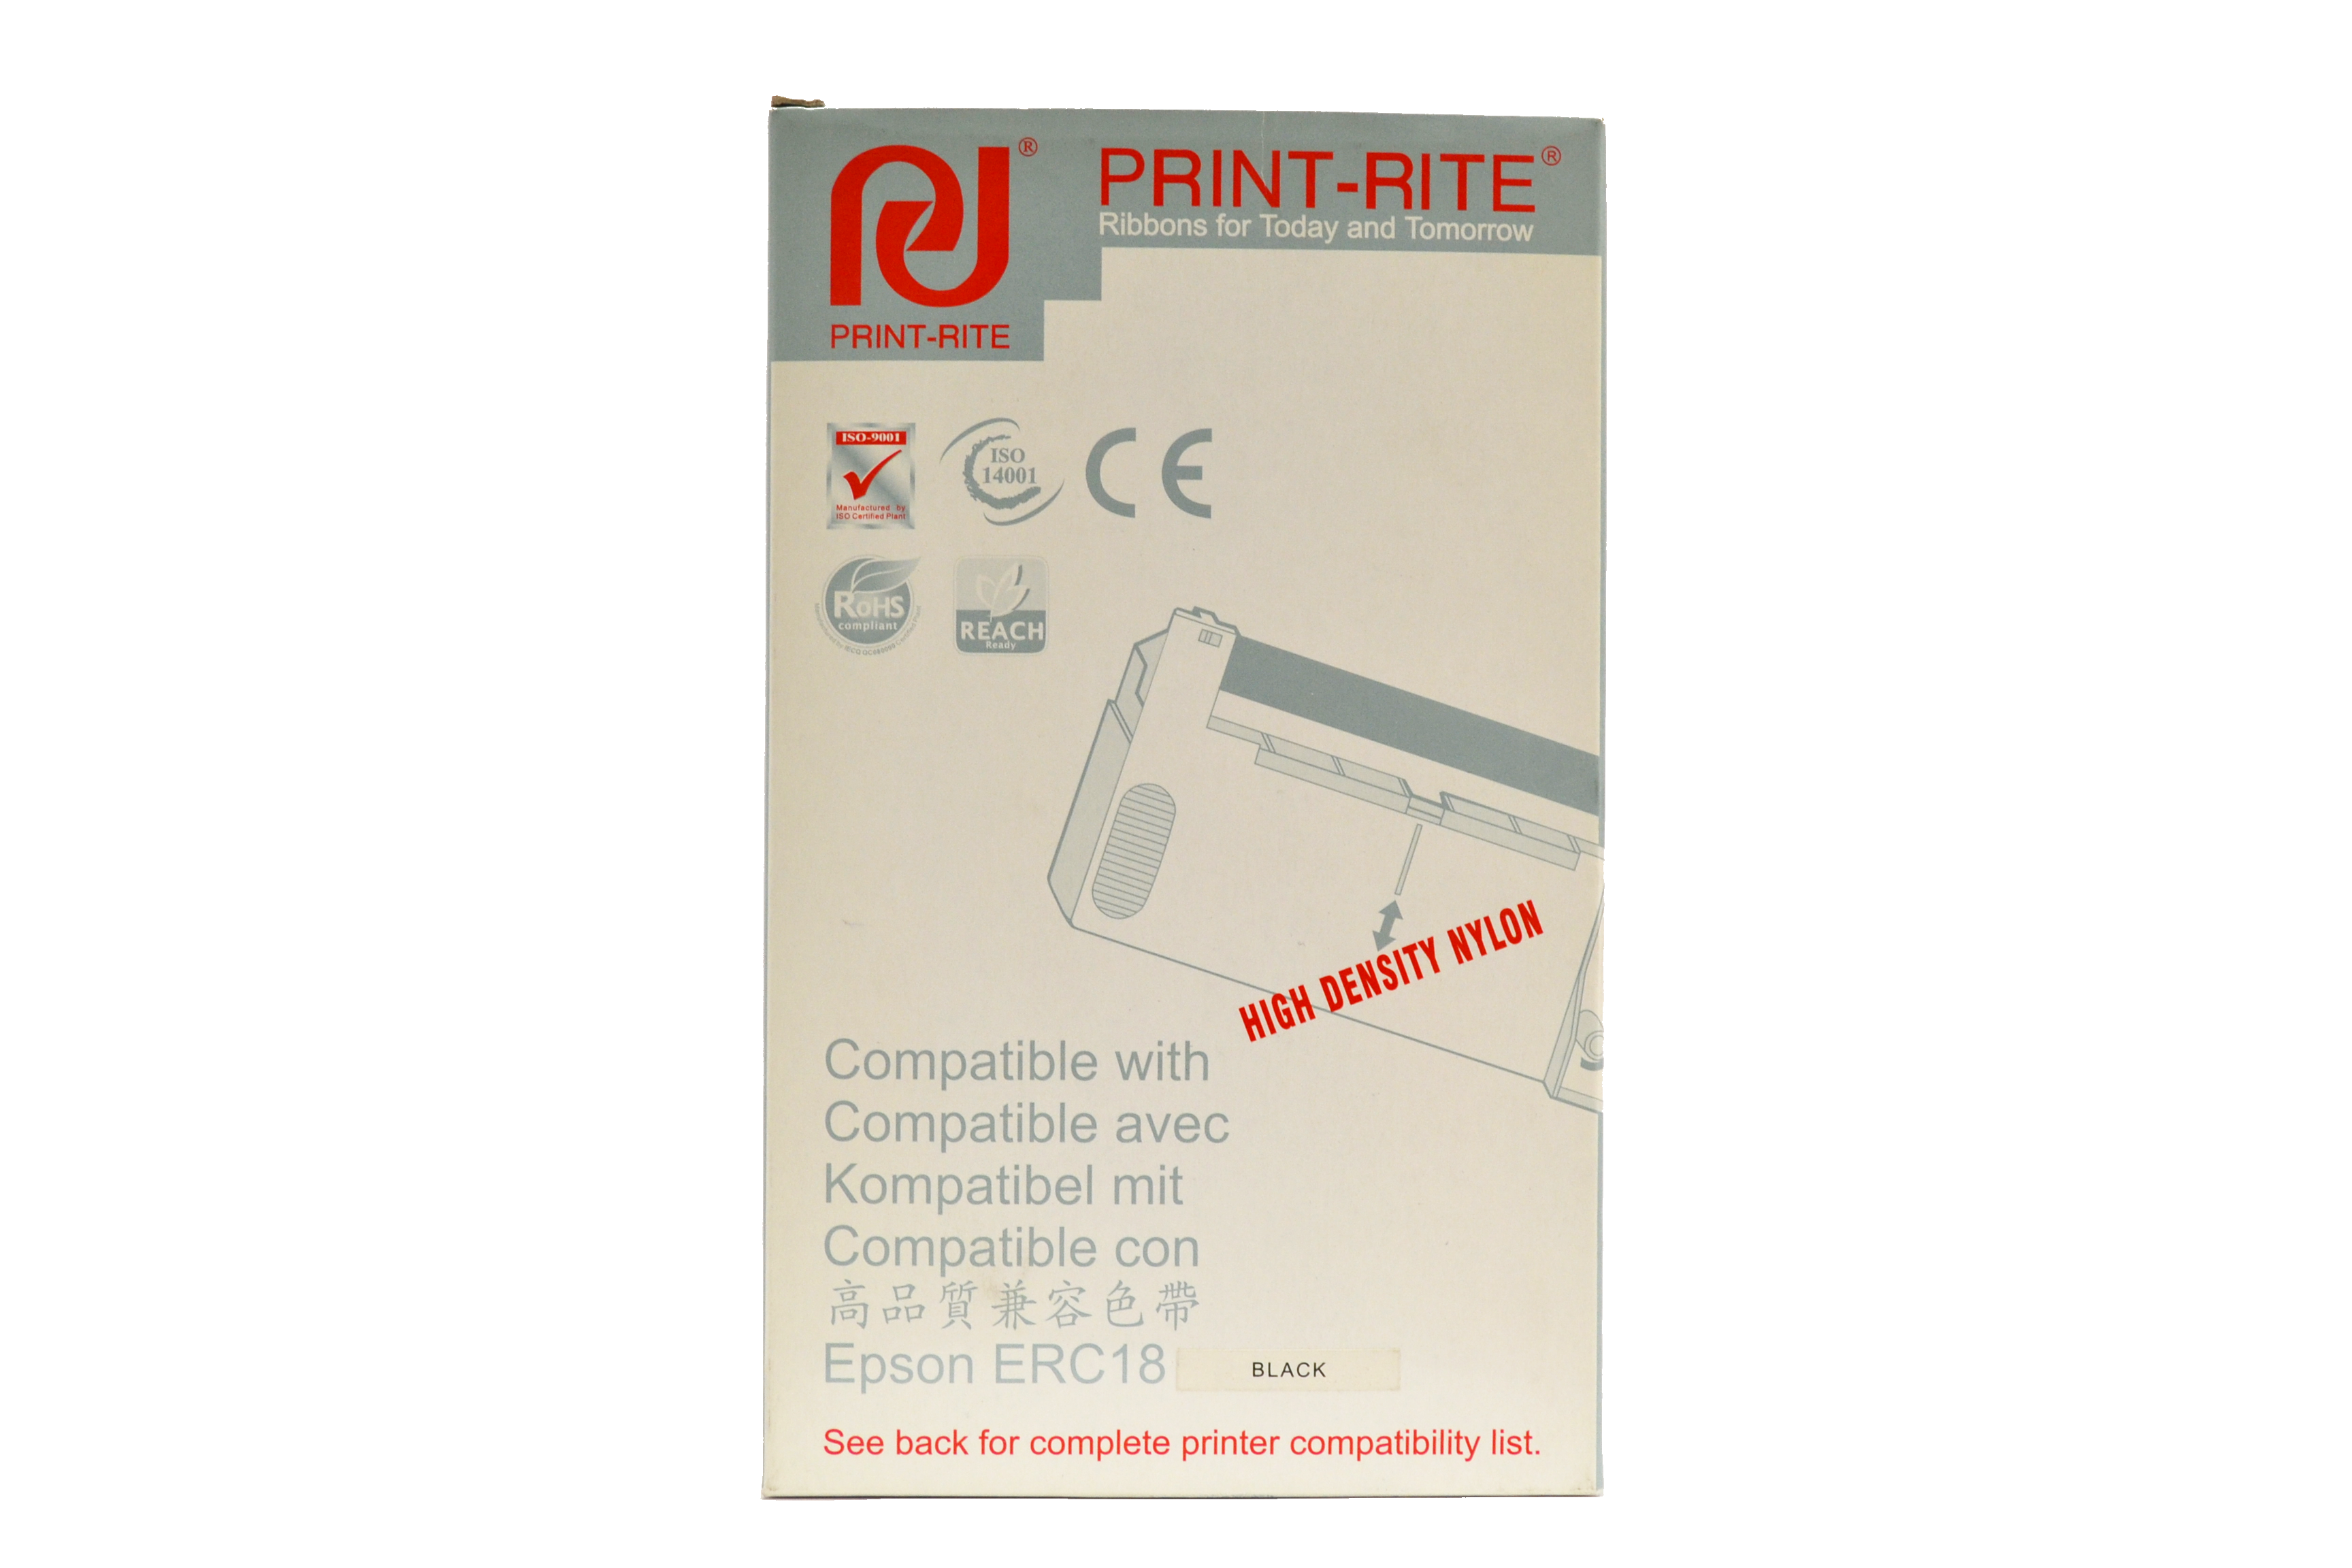 PRINT-RITE®
Ribbons for Today and Tomorrow
®
PRINT-RITE
ISO-9001
Manufactured by
ISO Certified Plant
ISO
14001
CE
RoHS
compliant
REACH
Ready
HIGH DENSITY NYLON
Compatible with
Compatible avec
Kompatibel mit
Compatible con
高品質兼容色帶
Epson ERC18 BLACK
See back for complete printer compatibility list.